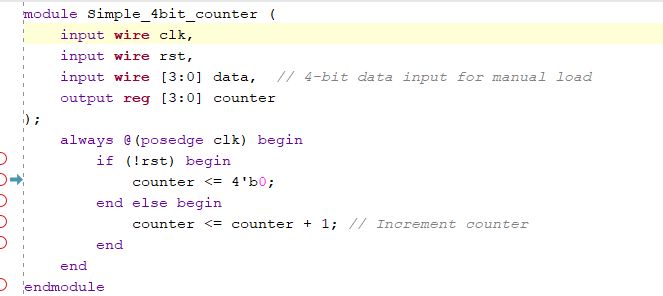 module Simple_4bit_counter (
input wire clk,
input wire rst,
input wire [3:0] data,  // 4-bit data input for manual load
output reg [3:0] counter
);
always @(posedge clk) begin
if (!rst) begin
counter <= 4'b0;
end else begin
counter <= counter + 1; // Increment counter
end
end
endmodule